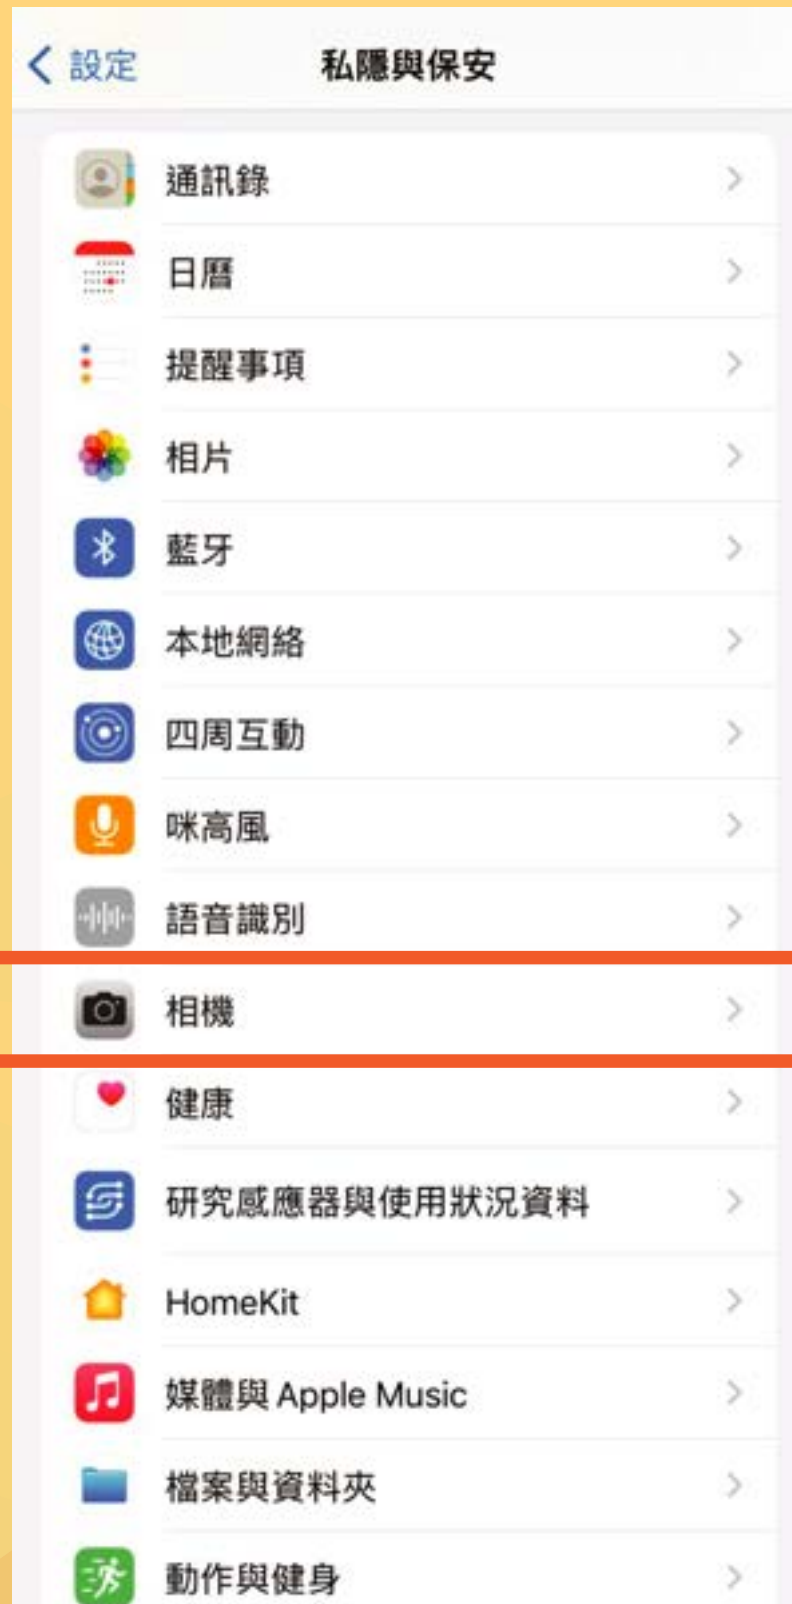 設定
私隱與保安
通訊錄
日曆
提醒事項
相片
藍牙
本地網絡
四周互動
咪高風
語音識別
相機
健康
研究感應器與使用狀況資料
HomeKit
媒體與 Apple Music
檔案與資料夾
動作與健身